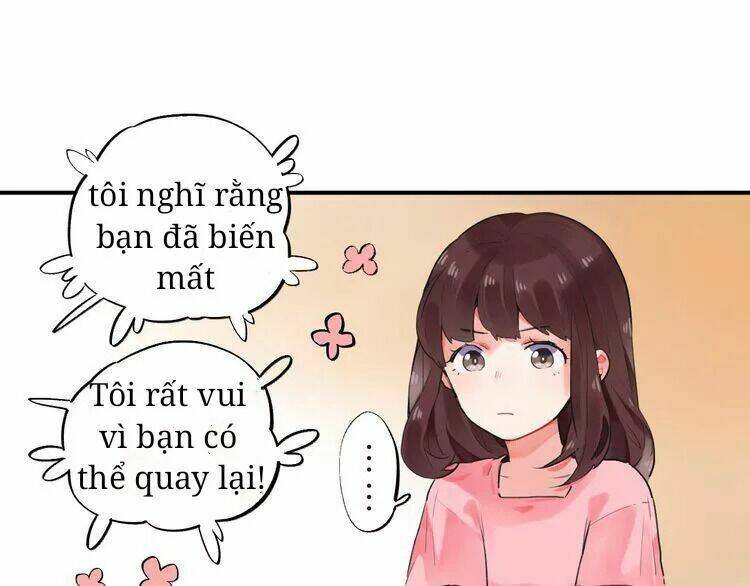 tôi nghĩ rằng
bạn đã biến
mất
Tôi rất vui
vì bạn có
thể quay lại!
......